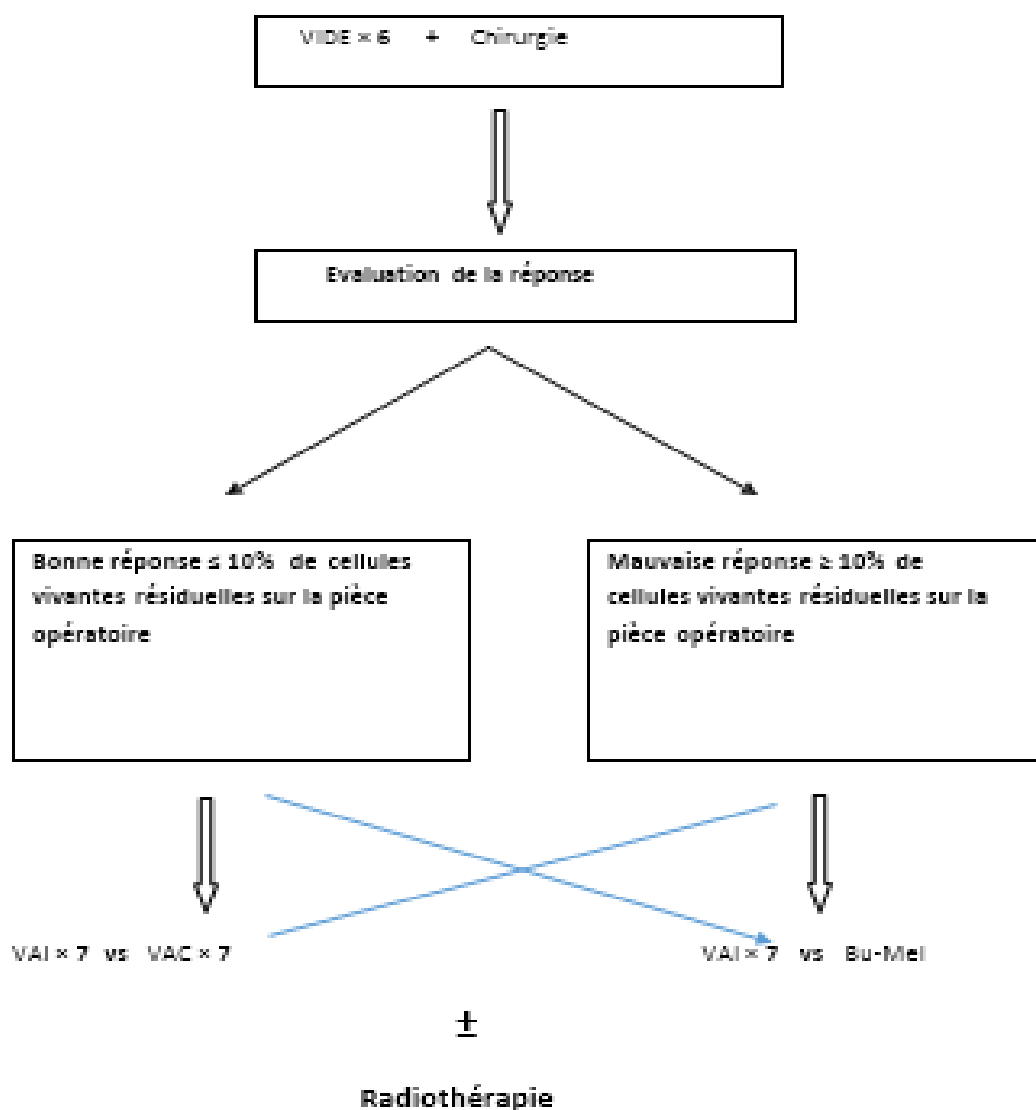 VIDE × 6 + Chirurgie
Evaluation de la réponse
Bonne réponse ≤ 10% de cellules
vivantes résiduelles sur la pièce
opératoire
Mauvaise réponse ≥ 10% de
cellules vivantes résiduelles sur la
pièce opératoire
VAI × 7 vs VAC × 7
VAI × 7 vs Bu-Mel
±
Radiothérapie